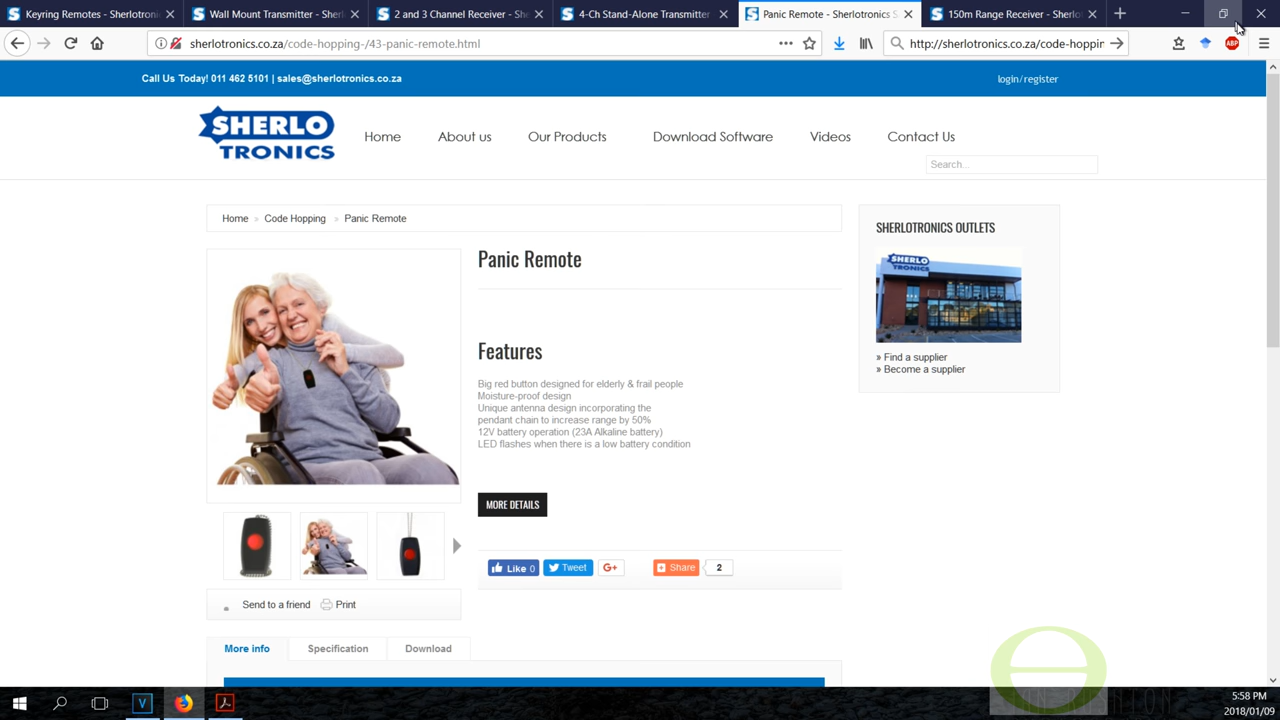 Keyring Remotes - Sherlotronic
Wall Mount Transmitter - Sherl
2 and 3 Channel Receiver - She
4-Ch Stand-Alone Transmitter
Panic Remote - Sherlotronics S
150m Range Receiver - Sherlo
sherlotronics.co.za/code-hopping-/43-panic-remote.html
http://sherlotronics.co.za/code-hoppin
ABP
Call Us Today! 011 462 5101 | sales@sherlotronics.co.za
login/register
SHERLO
TRONICS
Home
About us
Our Products
Download Software
Videos
Contact Us
Search...
Home » Code Hopping » Panic Remote
SHERLOTRONICS OUTLETS
SHERLO
TRONICS
» Find a supplier
» Become a supplier
Panic Remote
Features
Big red button designed for elderly & frail people
Moisture-proof design
Unique antenna design incorporating the
pendant chain to increase range by 50%
12V battery operation (23A Alkaline battery)
LED flashes when there is a low battery condition
MORE DETAILS
Like 0
Tweet
G+
Share
2
Send to a friend
Print
More info
Specification
Download
5:58 PM
2018/01/09